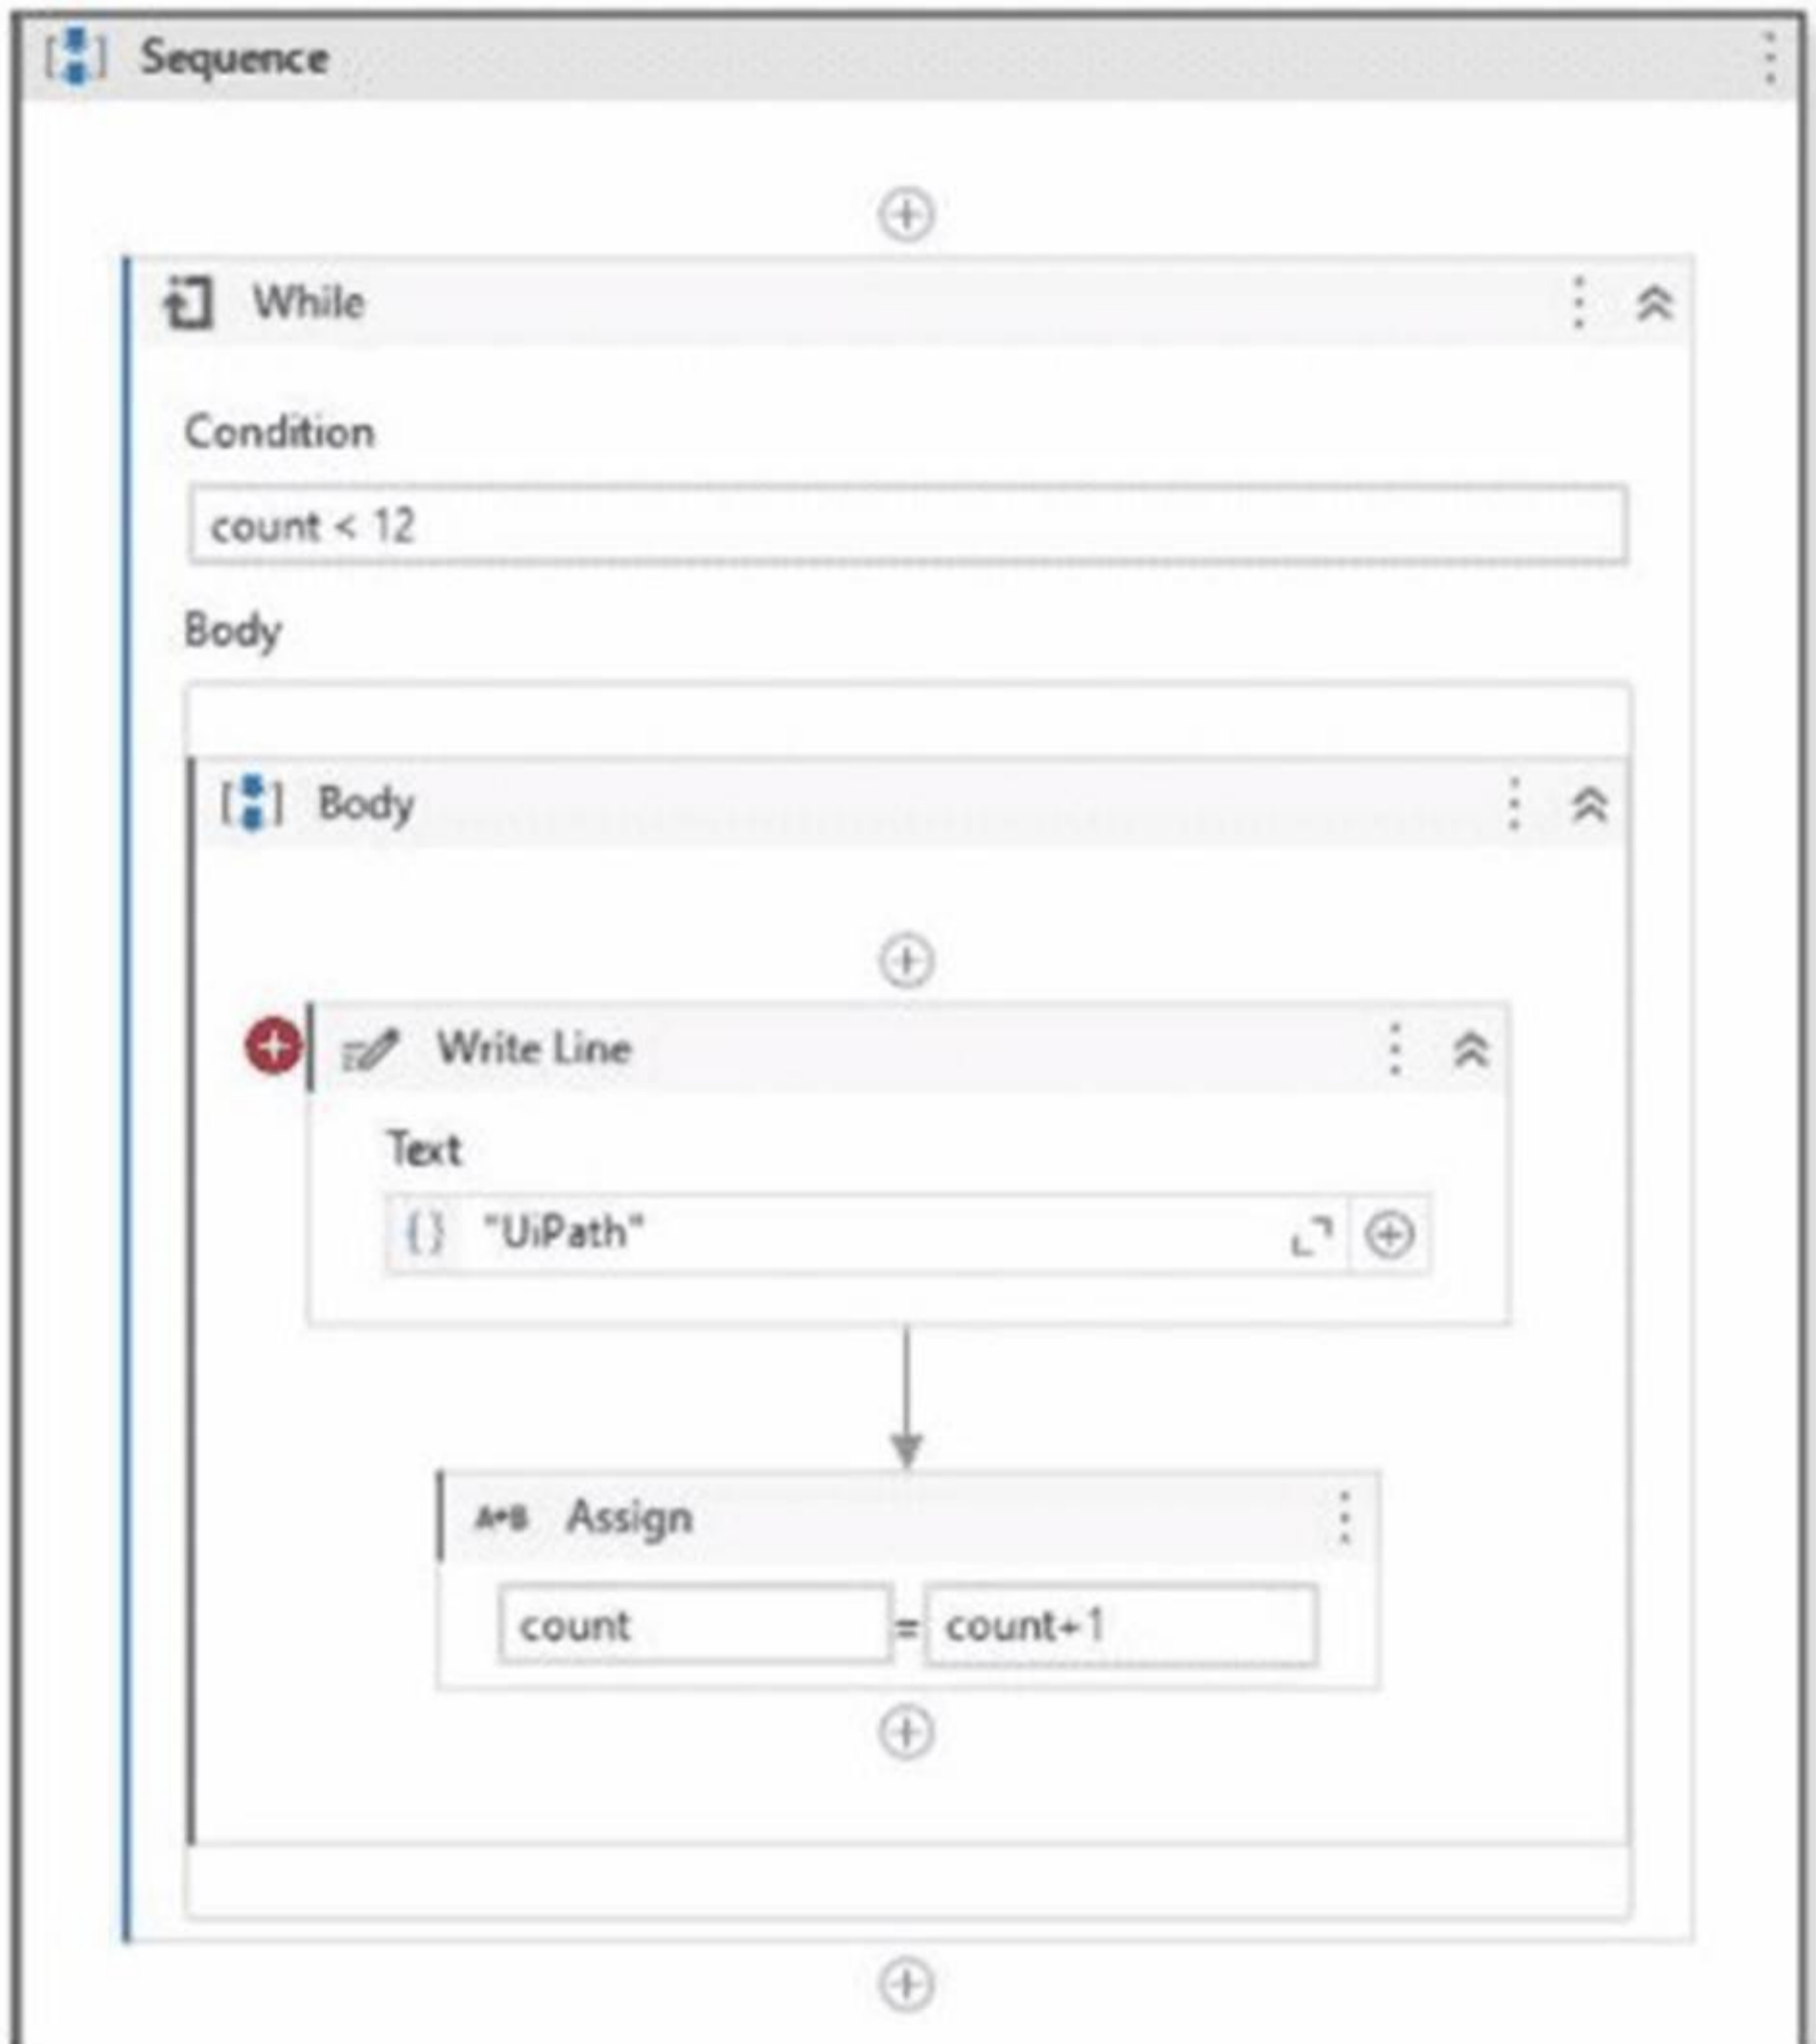 Sequence
While
Condition
count < 12
Body
Body
Write Line
Text
{} "UiPath"
A+B Assign
count = count+1